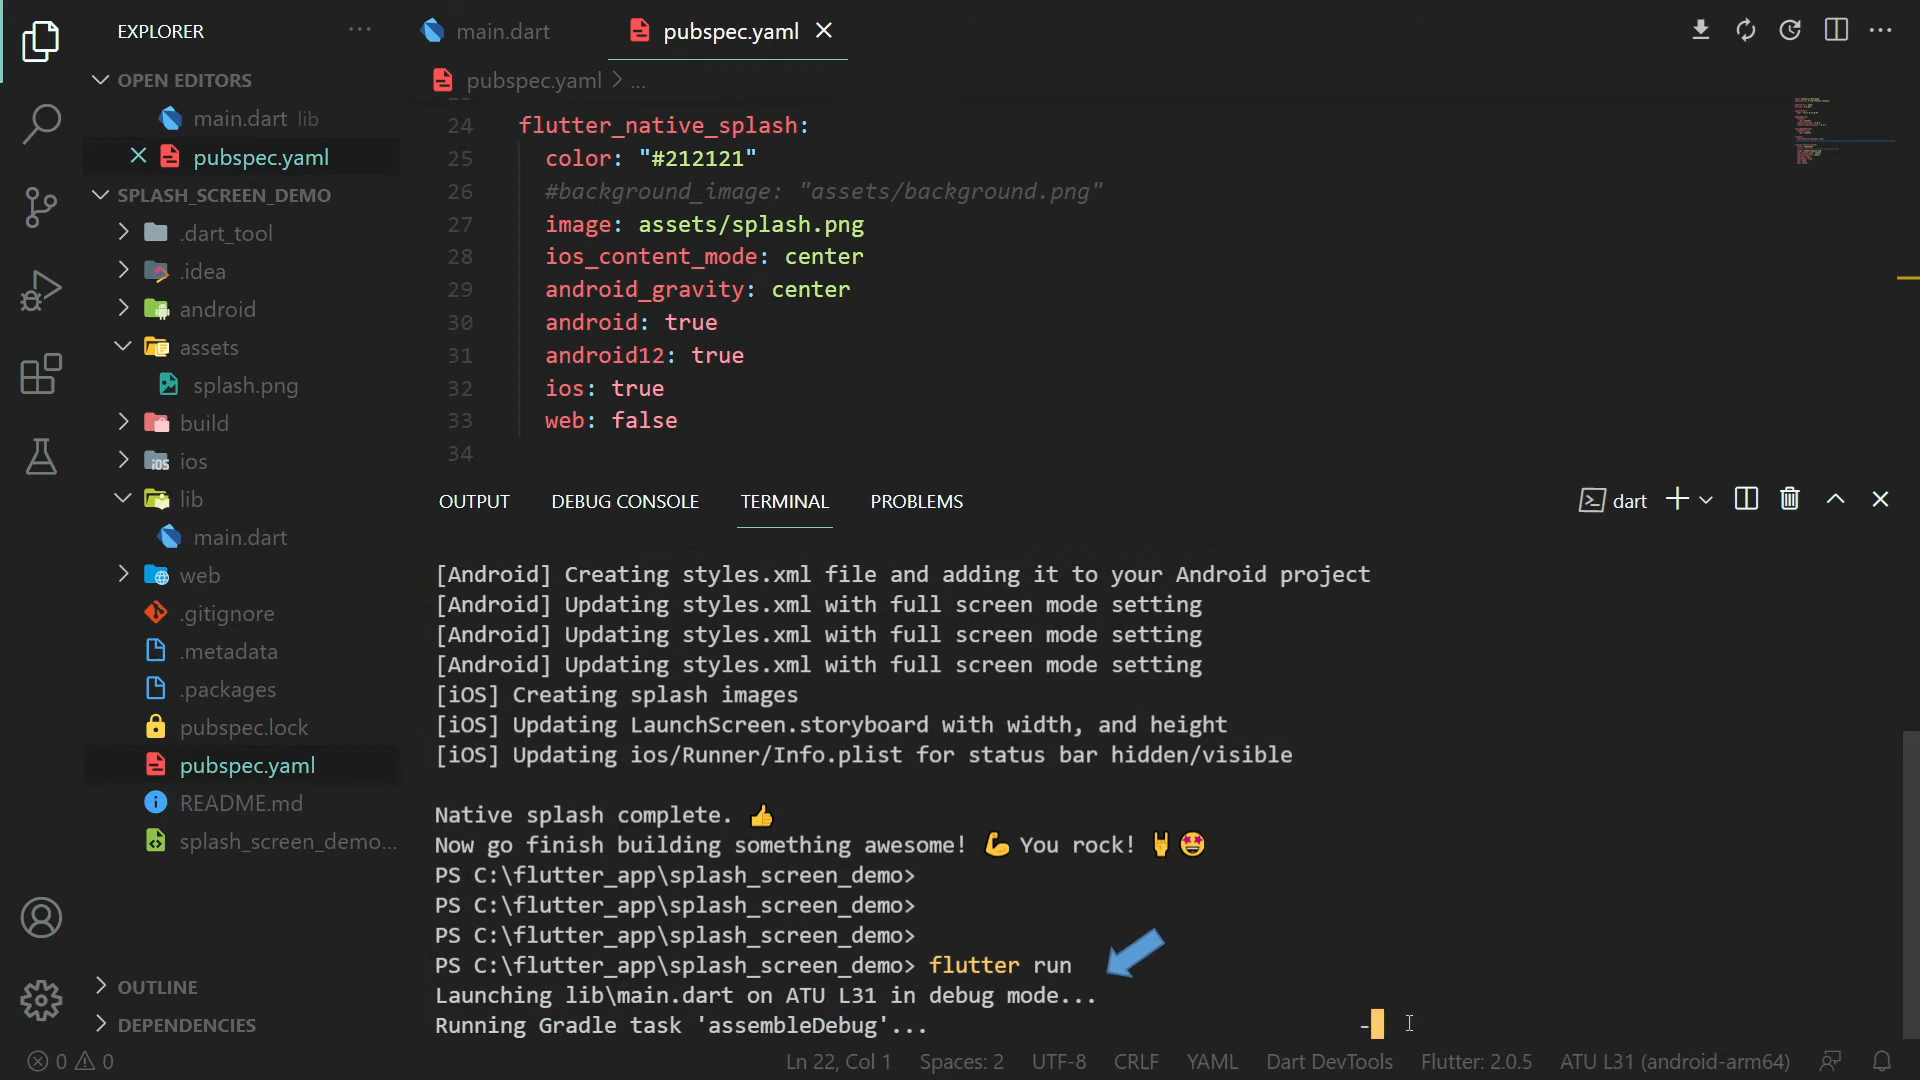 EXPLORER
OPEN EDITORS
main.dart lib
pubspec.yaml
SPLASH_SCREEN_DEMO
.dart_tool
.idea
android
assets
splash.png
build
ios
lib
main.dart
web
.gitignore
.metadata
.packages
pubspec.lock
pubspec.yaml
README.md
splash_screen_demo...
OUTLINE
DEPENDENCIES
main.dart
pubspec.yaml
pubspec.yaml > ...
24 flutter_native_splash:
25 color: "#212121"
26 #background_image: "assets/background.png"
27 image: assets/splash.png
28 ios_content_mode: center
29 android_gravity: center
30 android: true
31 android12: true
32 ios: true
33 web: false
34
OUTPUT DEBUG CONSOLE TERMINAL PROBLEMS
dart
[Android] Creating styles.xml file and adding it to your Android project
[Android] Updating styles.xml with full screen mode setting
[Android] Updating styles.xml with full screen mode setting
[Android] Updating styles.xml with full screen mode setting
[iOS] Creating splash images
[iOS] Updating LaunchScreen.storyboard with width, and height
[iOS] Updating ios/Runner/Info.plist for status bar hidden/visible
Native splash complete. 👍
Now go finish building something awesome! 💪 You rock! 🤘🤩
PS C:\flutter_app\splash_screen_demo>
PS C:\flutter_app\splash_screen_demo>
PS C:\flutter_app\splash_screen_demo>
PS C:\flutter_app\splash_screen_demo> flutter run
Launching lib\main.dart on ATU L31 in debug mode...
Running Gradle task 'assembleDebug'... -
0 0 Ln 22, Col 1 Spaces: 2 UTF-8 CRLF YAML Dart DevTools Flutter: 2.0.5 ATU L31 (android-arm64)